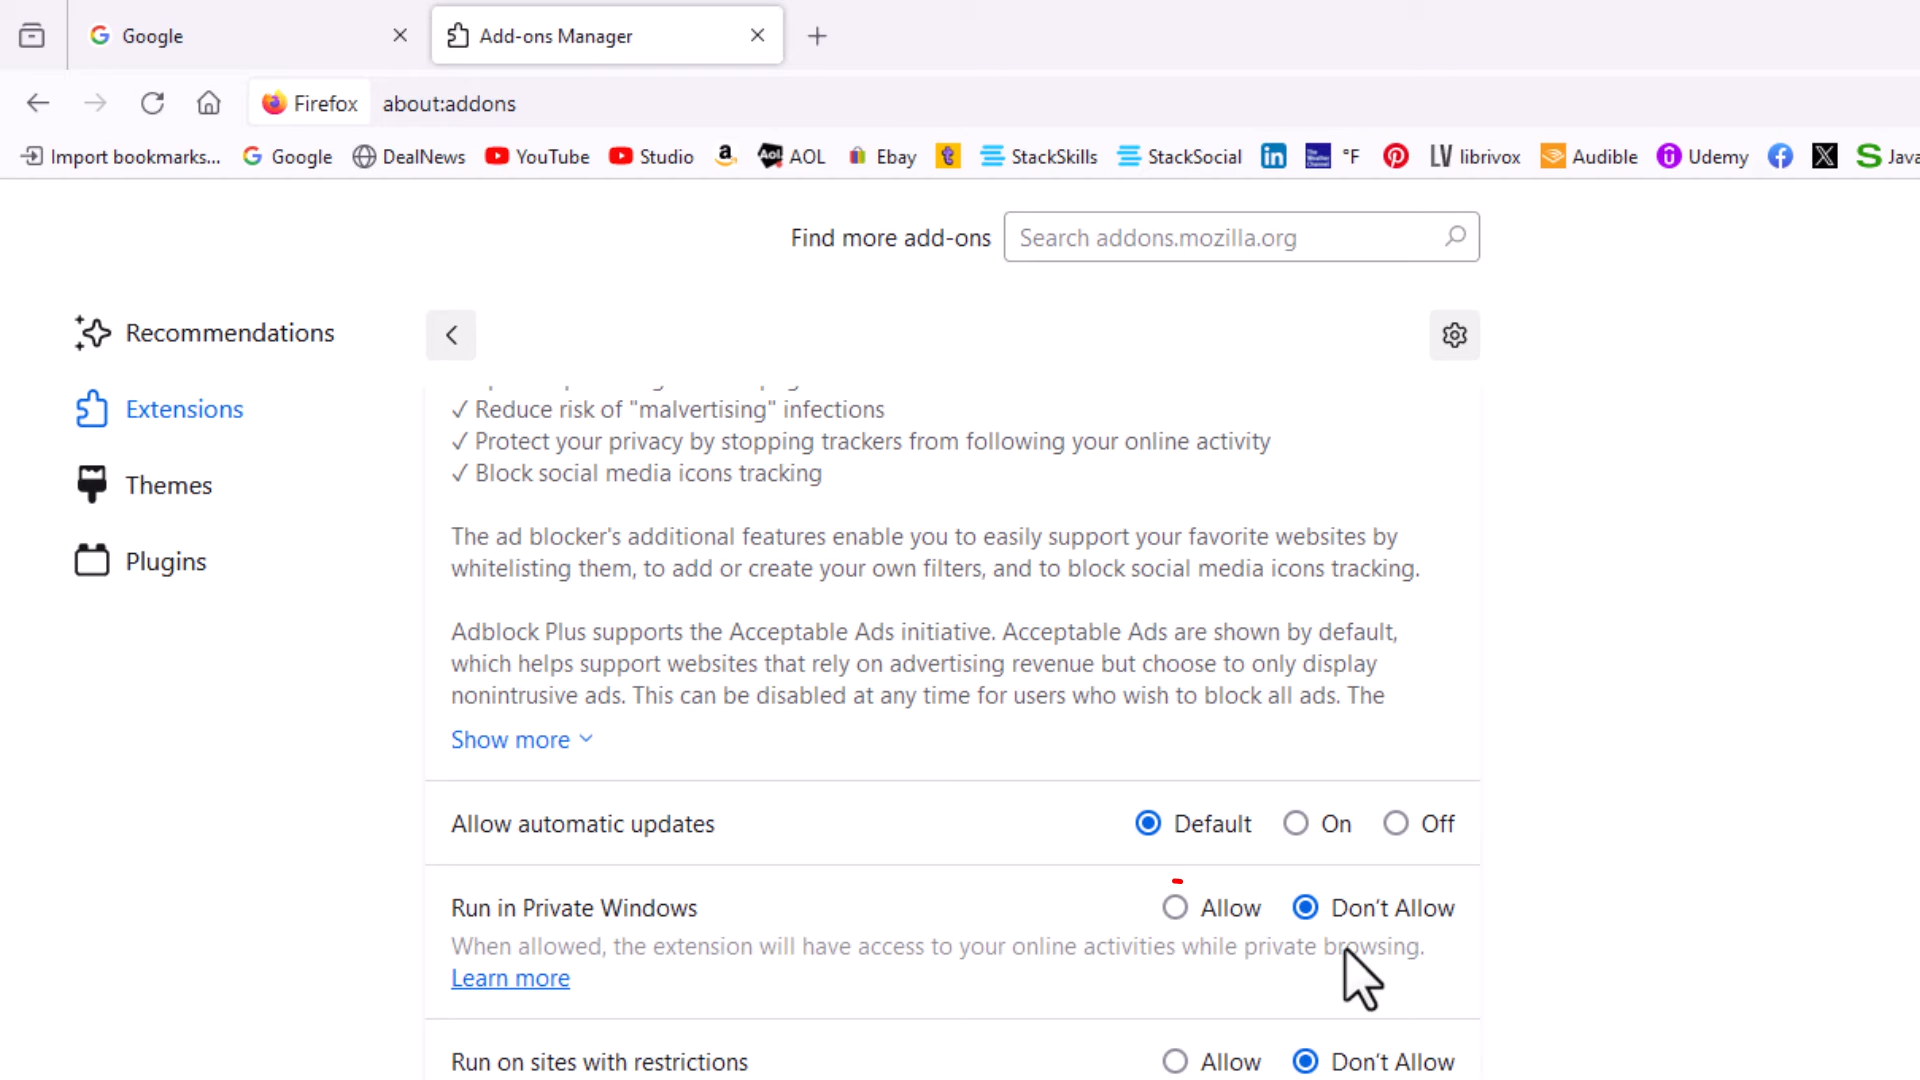 Google
Add-ons Manager
Firefox
about:addons
Import bookmarks...
Google
DealNews
YouTube
Studio
AOL
Ebay
StackSkills
StackSocial
°F
librivox
Audible
Udemy
Java
Find more add-ons
Search addons.mozilla.org
Recommendations
Extensions
Themes
Plugins
✓ Reduce risk of "malvertising" infections
✓ Protect your privacy by stopping trackers from following your online activity
✓ Block social media icons tracking
The ad blocker's additional features enable you to easily support your favorite websites by
whitelisting them, to add or create your own filters, and to block social media icons tracking.
Adblock Plus supports the Acceptable Ads initiative. Acceptable Ads are shown by default,
which helps support websites that rely on advertising revenue but choose to only display
nonintrusive ads. This can be disabled at any time for users who wish to block all ads. The
Show more
Allow automatic updates Default On Off
Run in Private Windows Allow Don't Allow
When allowed, the extension will have access to your online activities while private browsing.
Learn more
Run on sites with restrictions Allow Don't Allow